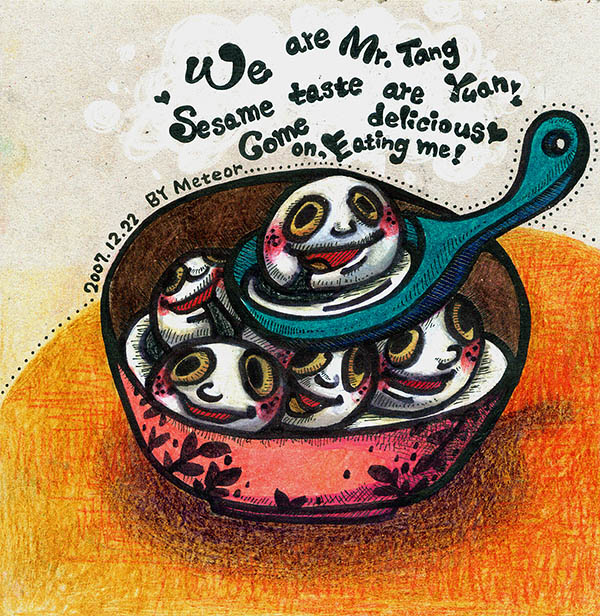 We are Mr. Tang Yuan!
Sesame taste are delicious
Come on, Eating me!
2007.12.22 BY Meteor...